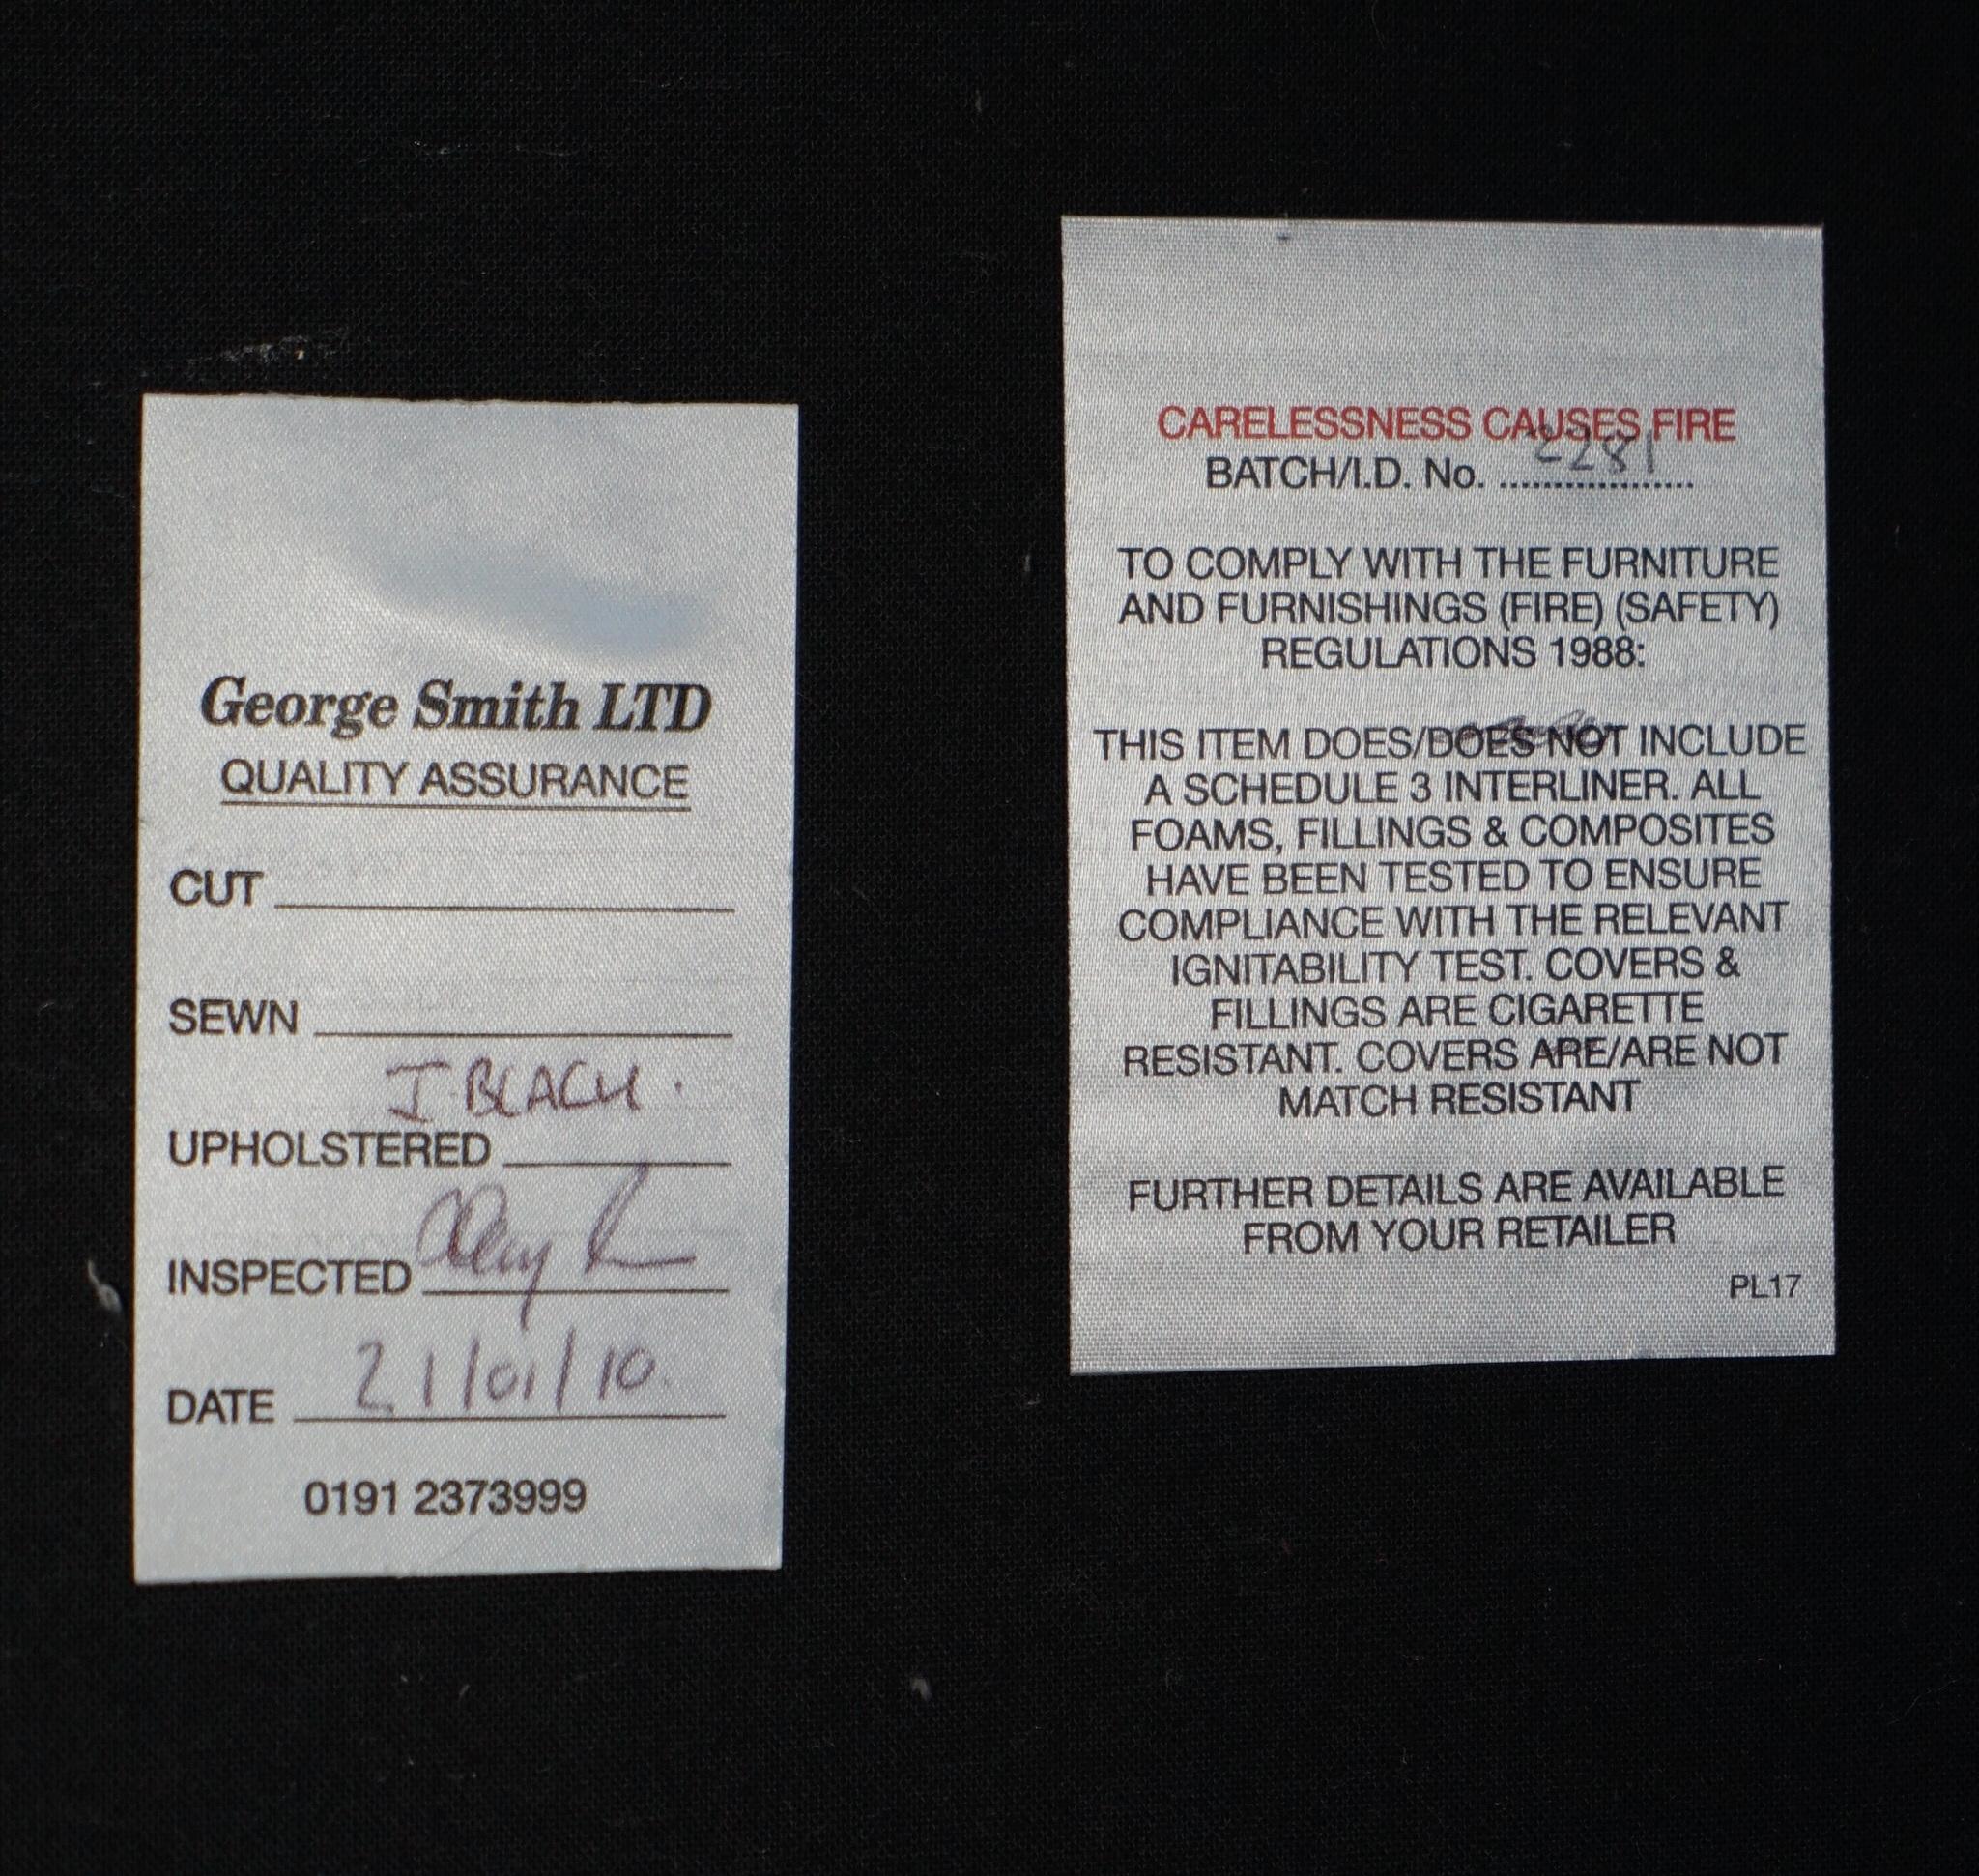 George Smith LTD
QUALITY ASSURANCE
CUT
SEWN
J. BLACK.
UPHOLSTERED
INSPECTED
DATE 21/01/10.
0191 2373999
CARELESSNESS CAUSES FIRE
BATCH/I.D. No. 2281
TO COMPLY WITH THE FURNITURE
AND FURNISHINGS (FIRE) (SAFETY)
REGULATIONS 1988:
THIS ITEM DOES/DOES NOT INCLUDE
A SCHEDULE 3 INTERLINER. ALL
FOAMS, FILLINGS & COMPOSITES
HAVE BEEN TESTED TO ENSURE
COMPLIANCE WITH THE RELEVANT
IGNITABILITY TEST. COVERS &
FILLINGS ARE CIGARETTE
RESISTANT. COVERS ARE/ARE NOT
MATCH RESISTANT
FURTHER DETAILS ARE AVAILABLE
FROM YOUR RETAILER
PL17